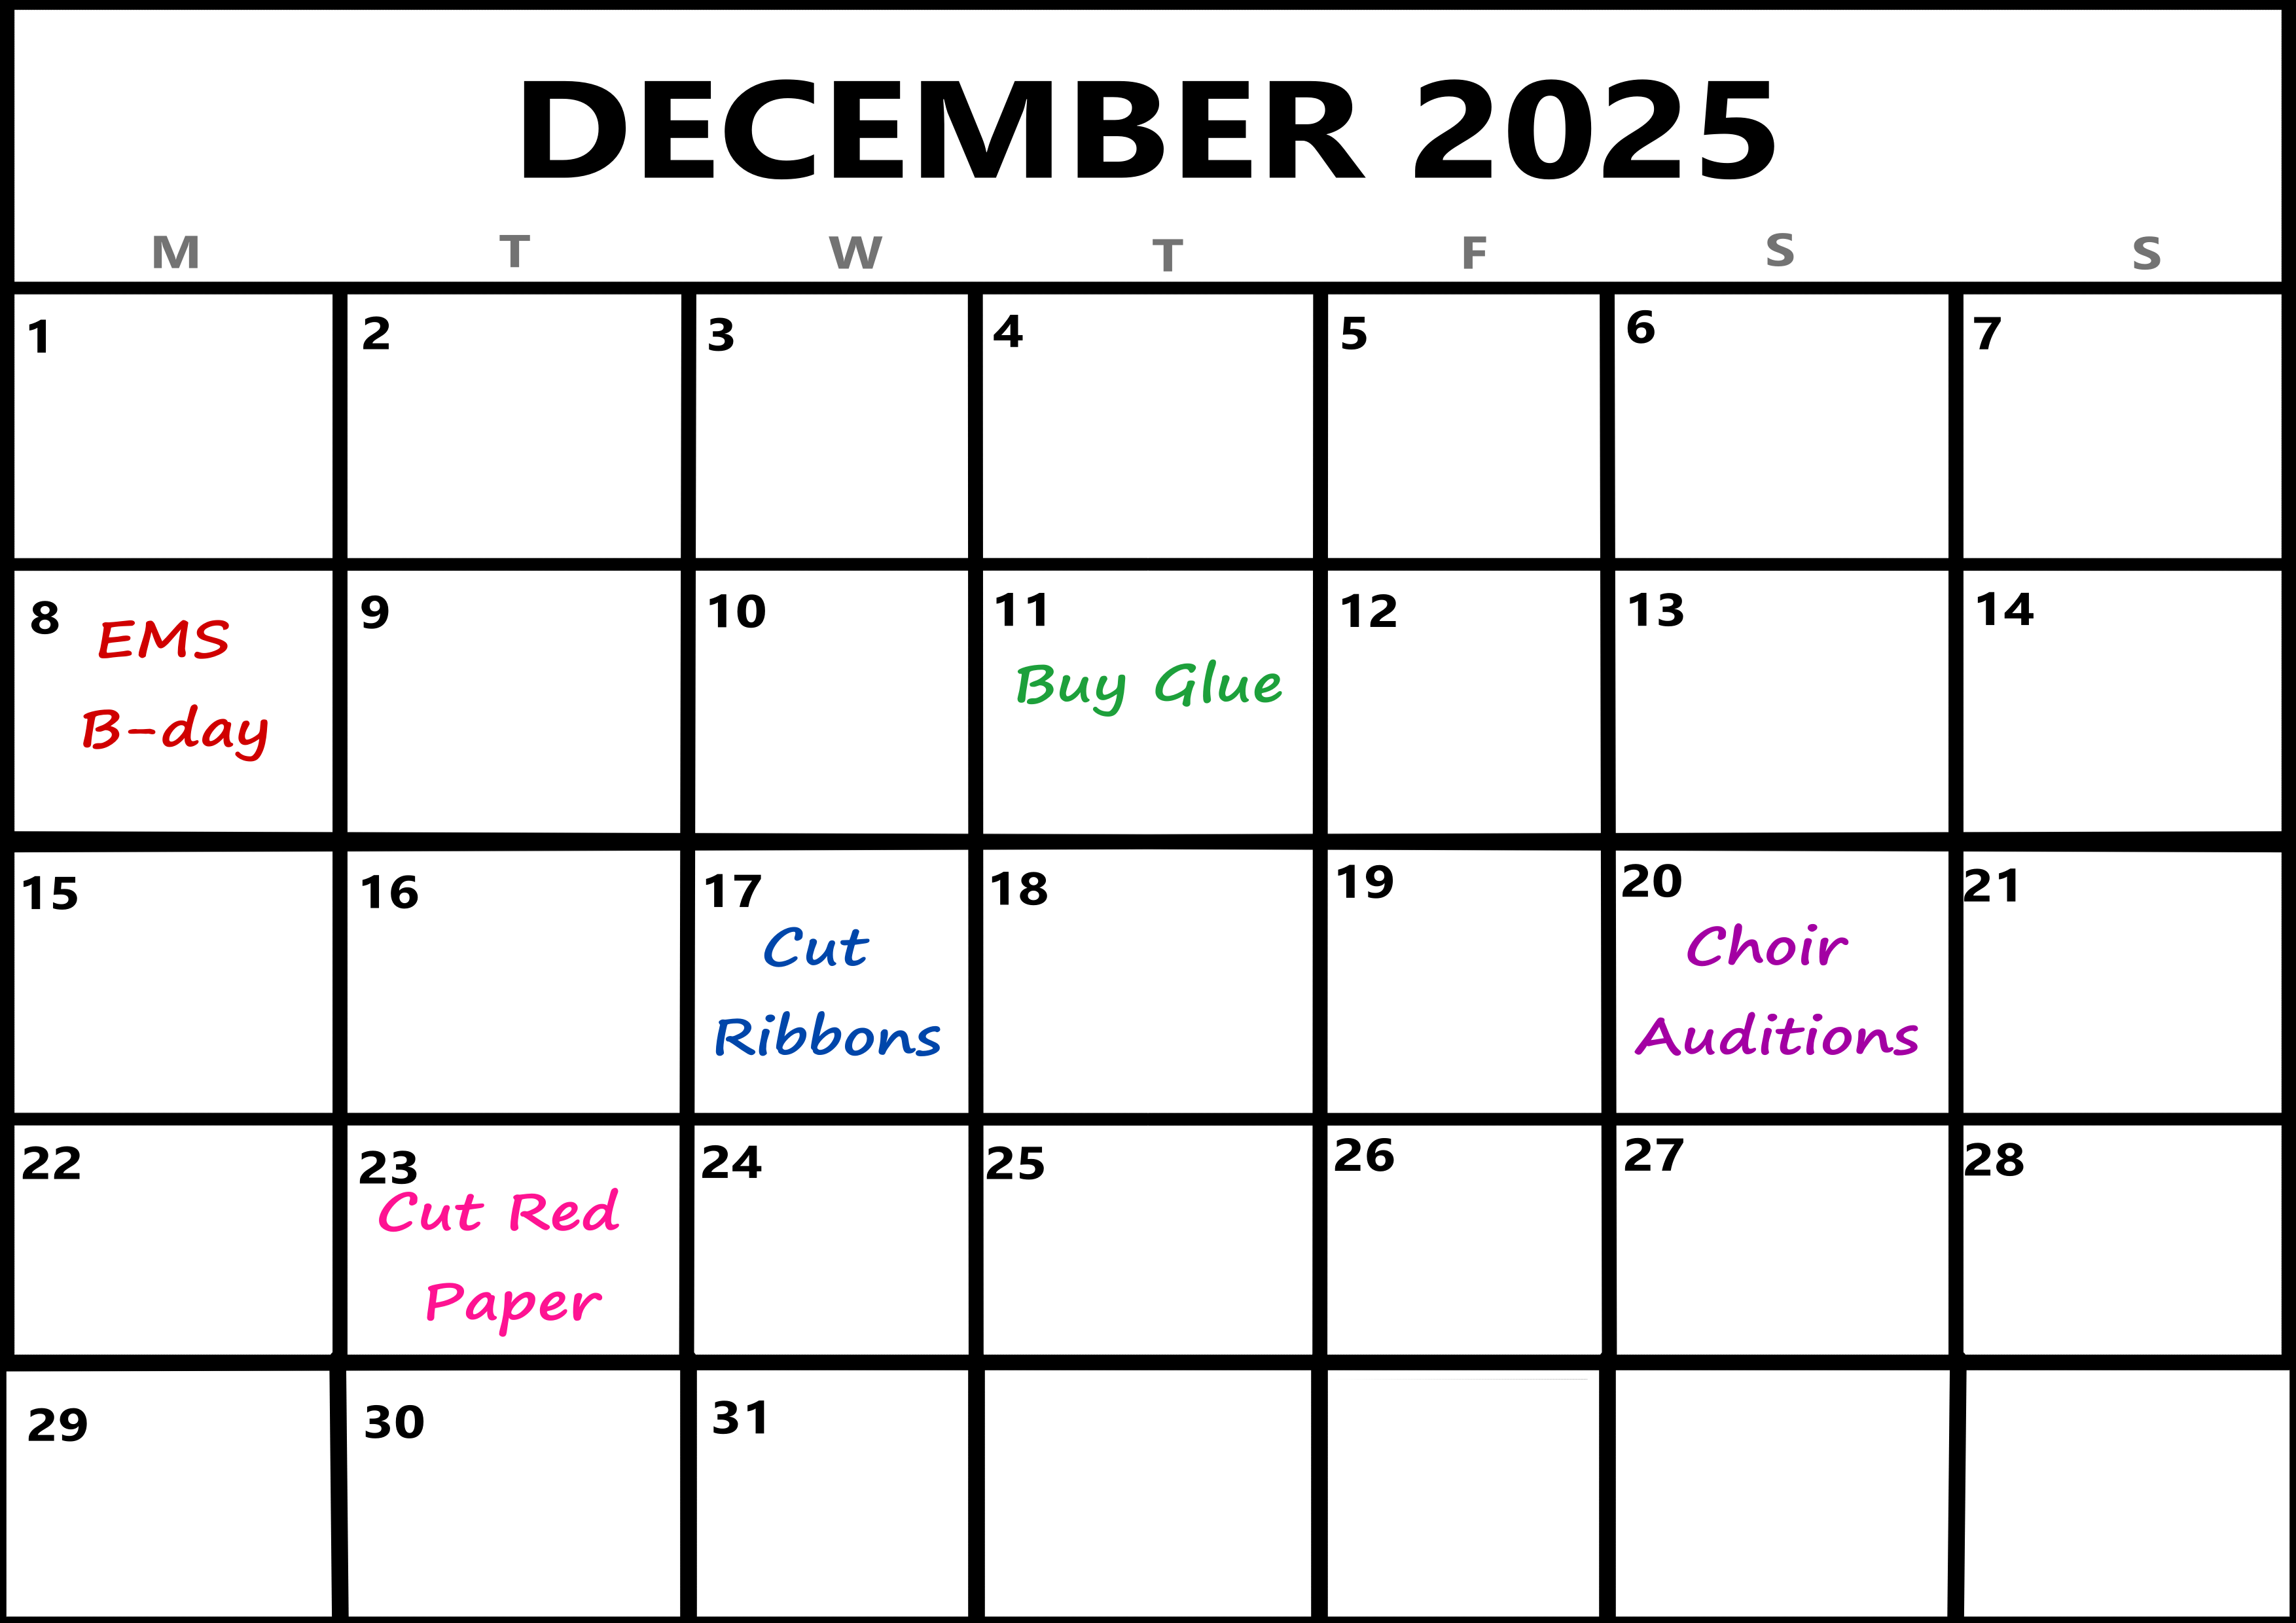 DECEMBER 2025
M T W T F S S
1 2 3 4 5 6 7
8 9 10 11 12 13 14
EMS
B-day
Buy Glue
15 16 17 18 19 20 21
Cut
Ribbons
Choir
Auditions
22 23 24 25 26 27 28
Cut Red
Paper
29 30 31